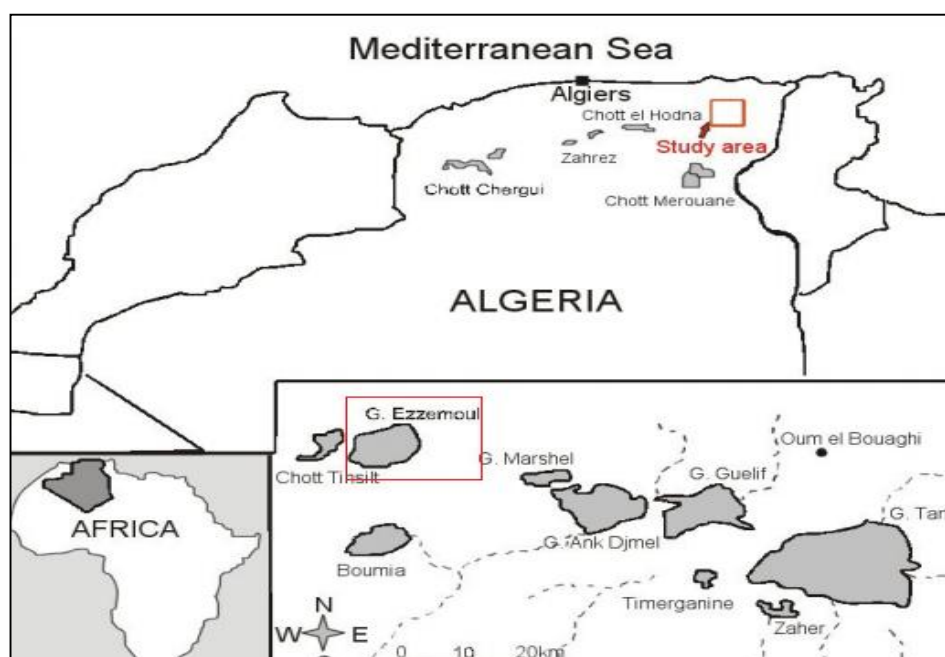 Mediterranean Sea
Algiers
Chott el Hodna
Study area
Zahrez
Chott Chergui
Chott Merouane
ALGERIA
G. Ezzemoul
Oum el Bouaghi
G. Marshel
Chott Tinsilt
G. Guelif
G. Tar
AFRICA
G. Ank Djmel
Boumia
Timerganine
N
W E
Zaher
0 10 20km